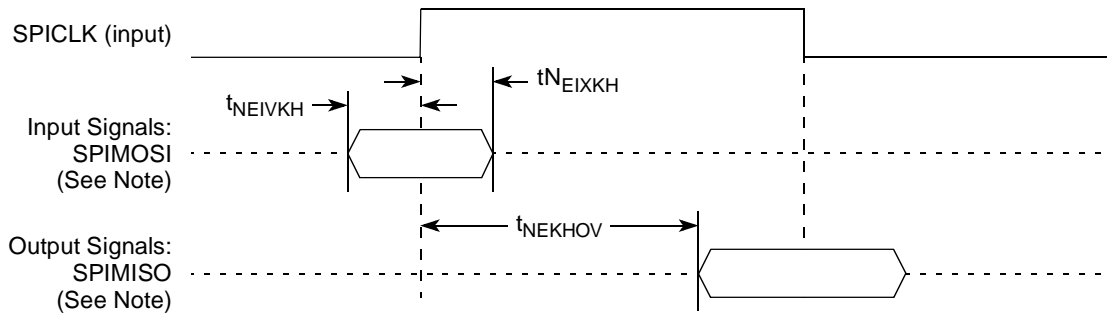 SPICLK (input)
tNEIXKH
tNEIVKH
Input Signals:
SPIMOSI
(See Note)
tNEKHOV
Output Signals:
SPIMISO
(See Note)